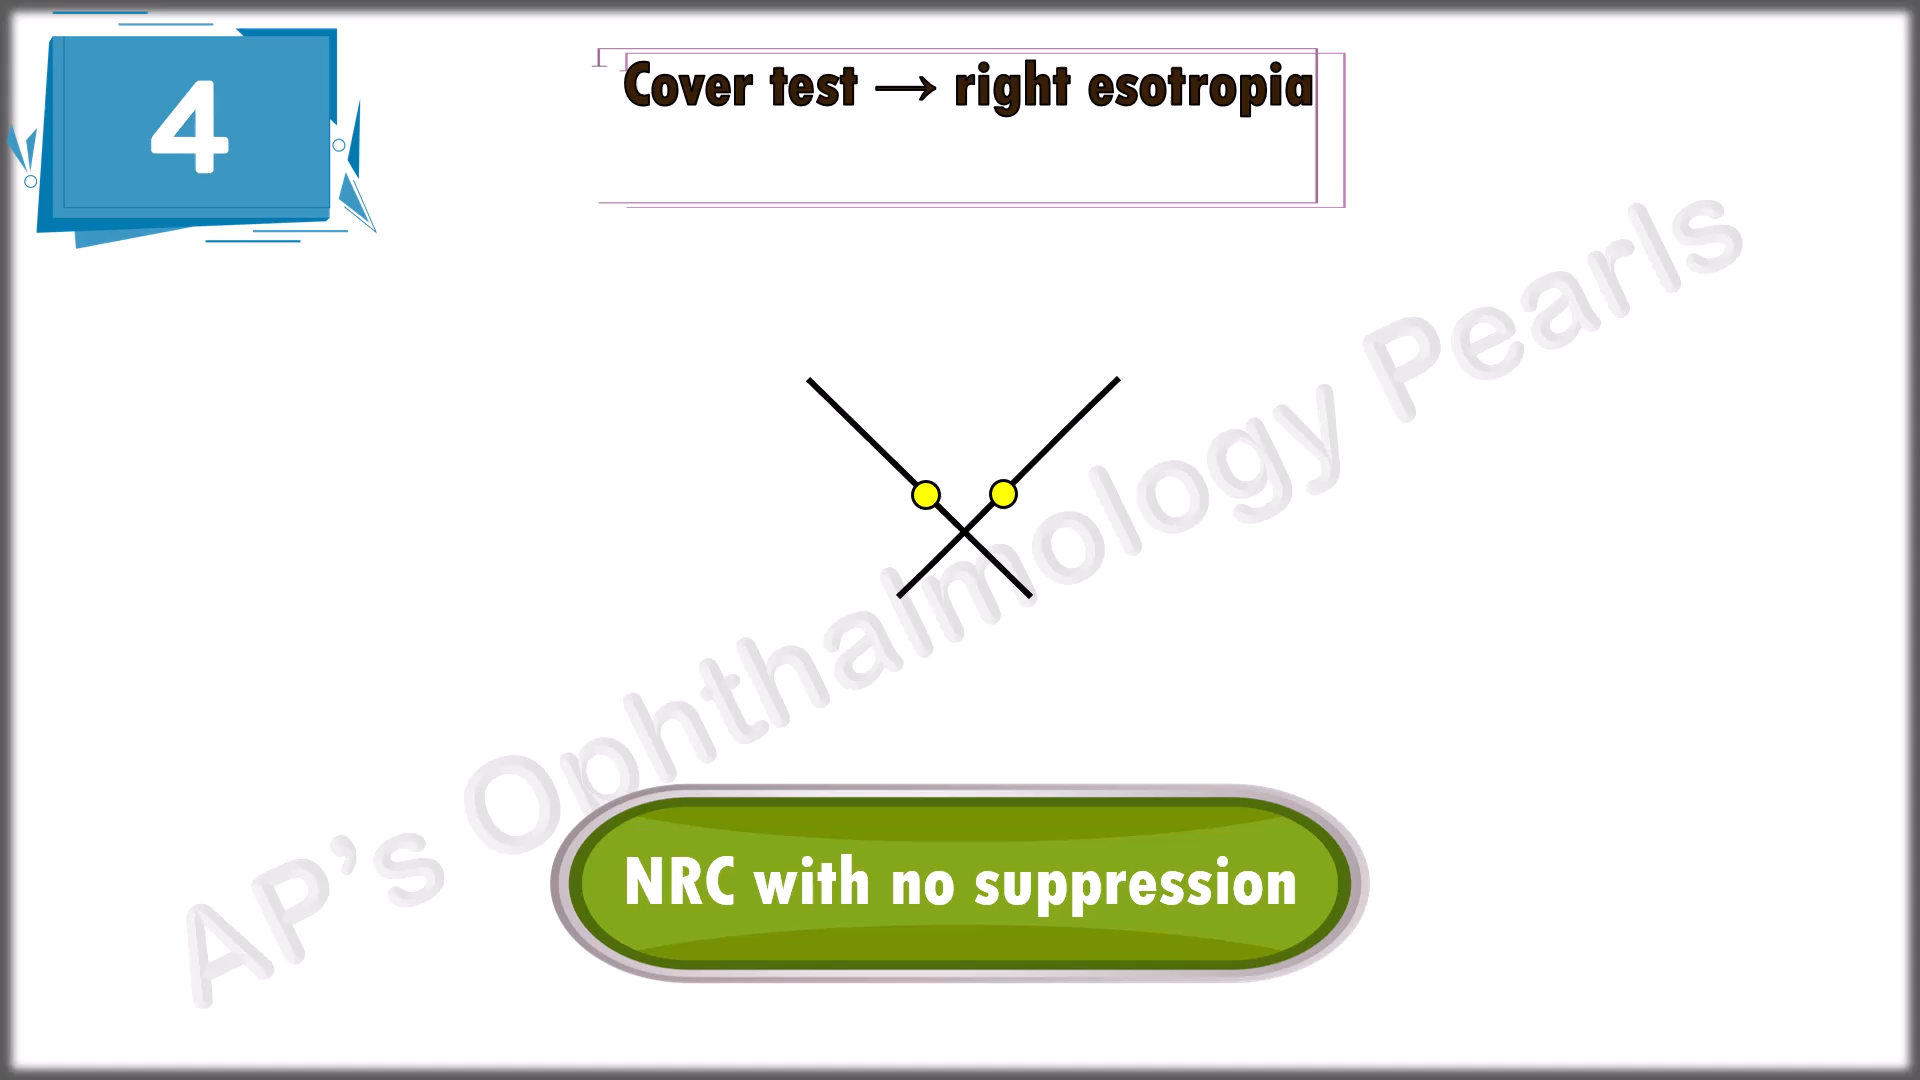 4
Cover test → right esotropia
AP's Ophthalmology Pearls
NRC with no suppression